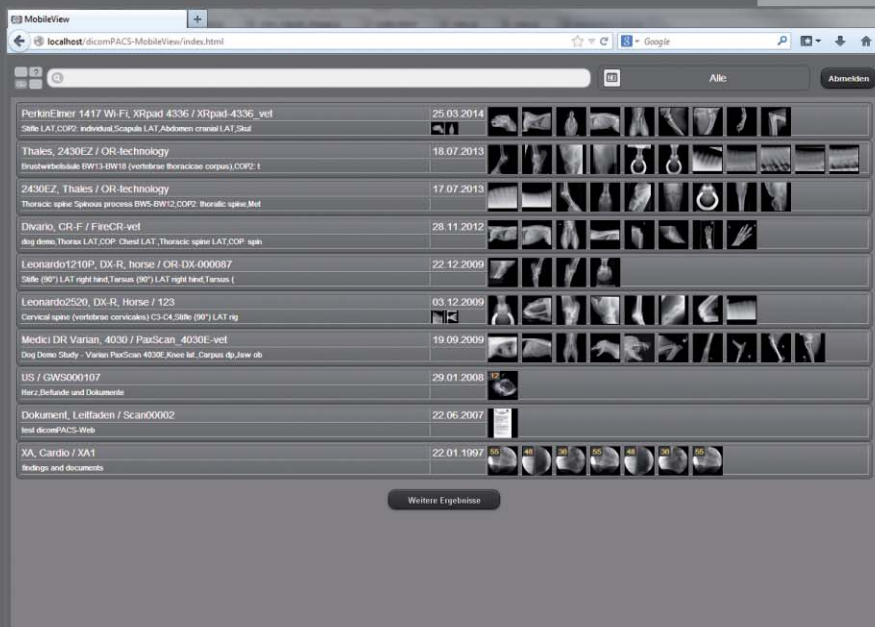 MobileView
localhost/dicomPACS-MobileView/index.html
Google
?
Alle
Abmelden
PerkinElmer 1417 Wi-Fi, XRpad 4336 / XRpad-4336_vet
25.03.2014
Stifle LAT,COP2: individual,Scapula LAT,Abdomen cranial LAT,Skul
Thales, 2430EZ / OR-technology
18.07.2013
Brustwirbelsäule BW13-BW18 (vertebrae thoracicae corpus),COP2: t
2430EZ, Thales / OR-technology
17.07.2013
Thoracic spine Spinous process BW5-BW12,COP2: thoralic spine,Met
Divario, CR-F / FireCR-vet
28.11.2012
dog demo,Thorax LAT,COP: Chest LAT ,Thoracic spine LAT,COP: spin
Leonardo1210P, DX-R, horse / OR-DX-000087
22.12.2009
Stifle (90°) LAT right hind,Tarsus (90°) LAT right hind,Tarsus (
Leonardo2520, DX-R, Horse / 123
03.12.2009
Cervical spine (vertebrae cervicales) C3-C4,Stifle (90°) LAT rig
Medici DR Varian, 4030 / PaxScan_4030E-vet
19.09.2009
Dog Demo Study - Varian PaxScan 4030E,Knee lat.,Carpus dp,Jaw ob
US / GWS000107
29.01.2008
12
Herz,Befunde und Dokumente
Dokument, Leitfaden / Scan00002
22.06.2007
test dicomPACS-Web
XA, Cardio / XA1
22.01.1997
55 48 36 55 48 36 55
findings and documents
Weitere Ergebnisse